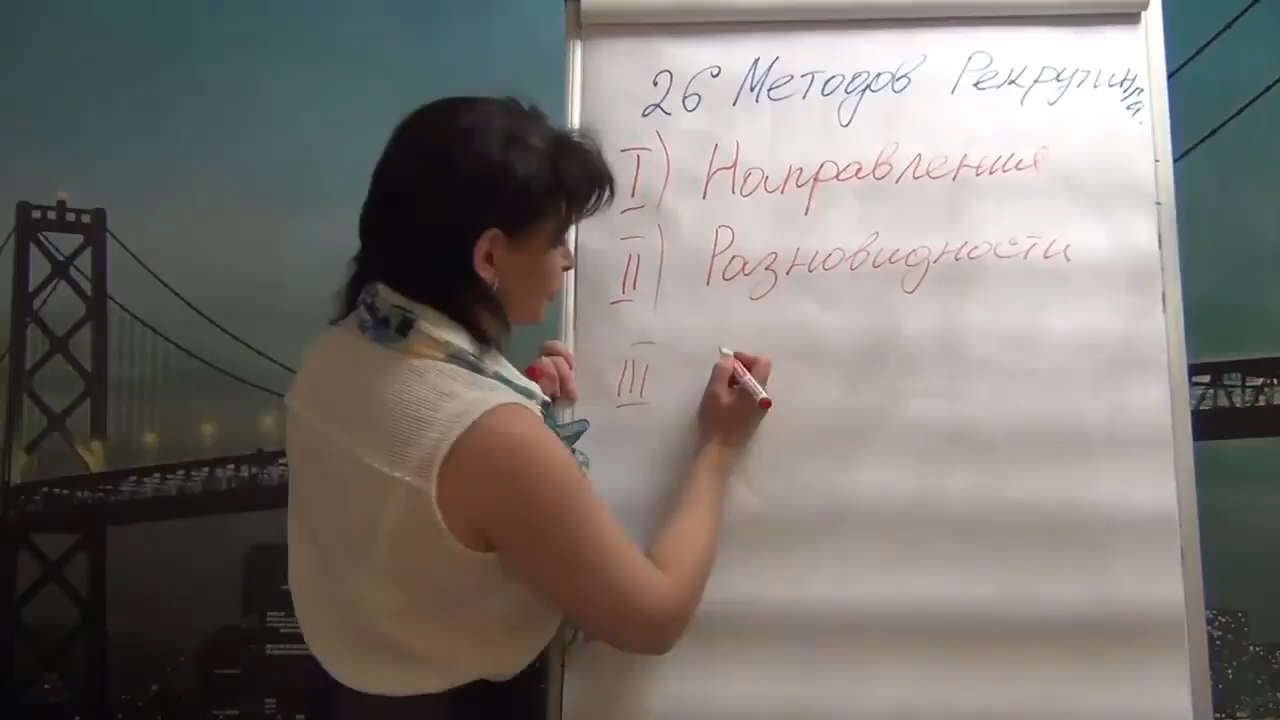 26 Методов Рекрутинга.
I) Направления
II) Разновидности
III